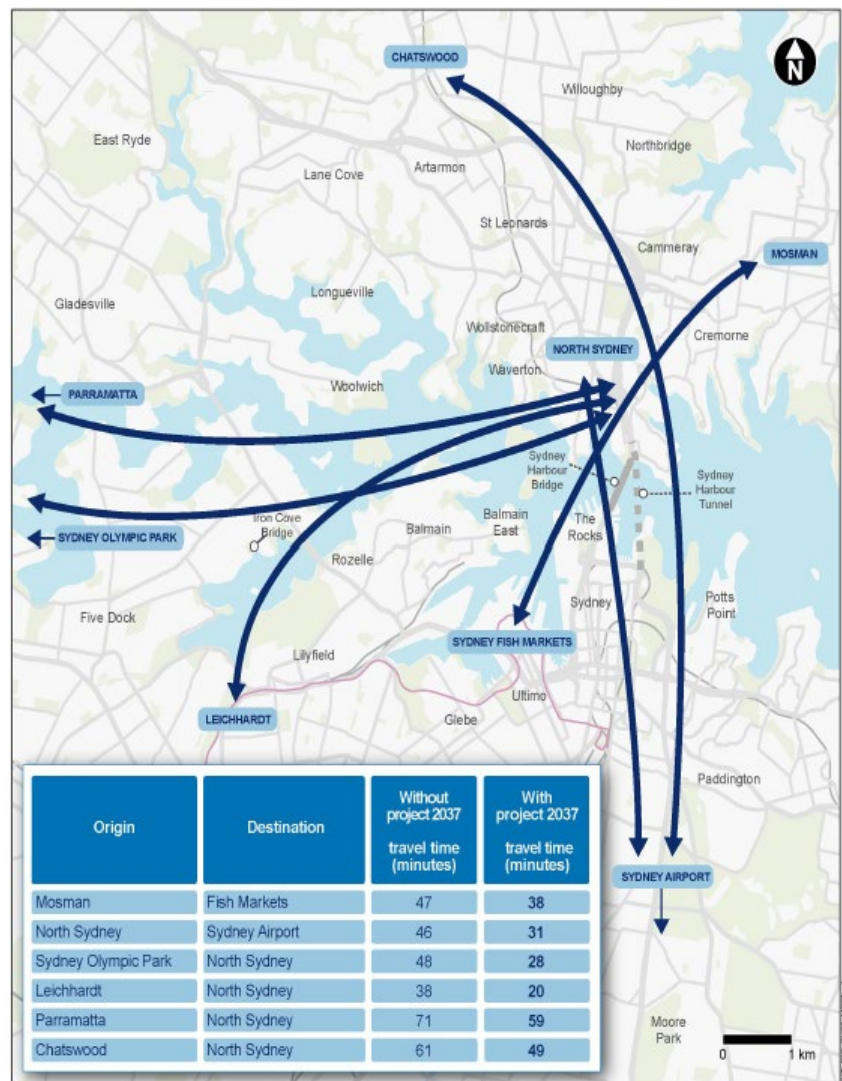 CHATSWOOD
N
Willoughby
East Ryde
Northbridge
Lane Cove
Artarmon
St Leonards
Cammeray
MOSMAN
Gladesville
Longueville
Wollstonecraft
Cremorne
NORTH SYDNEY
Waverton
PARRAMATTA
Woolwich
Sydney
Harbour
Bridge
Sydney
Harbour
Tunnel
Iron Cove
Bridge
SYDNEY OLYMPIC PARK
Balmain
Balmain
East
The
Rocks
Rozelle
Sydney
Potts
Point
Five Dock
SYDNEY FISH MARKETS
Lilyfield
Ultimo
LEICHHARDT
Glebe
Paddington
SYDNEY AIRPORT
Moore
Park
0 1 km
Origin Destination Without project 2037 travel time (minutes) With project 2037 travel time (minutes)
Mosman Fish Markets 47 38
North Sydney Sydney Airport 46 31
Sydney Olympic Park North Sydney 48 28
Leichhardt North Sydney 38 20
Parramatta North Sydney 71 59
Chatswood North Sydney 61 49